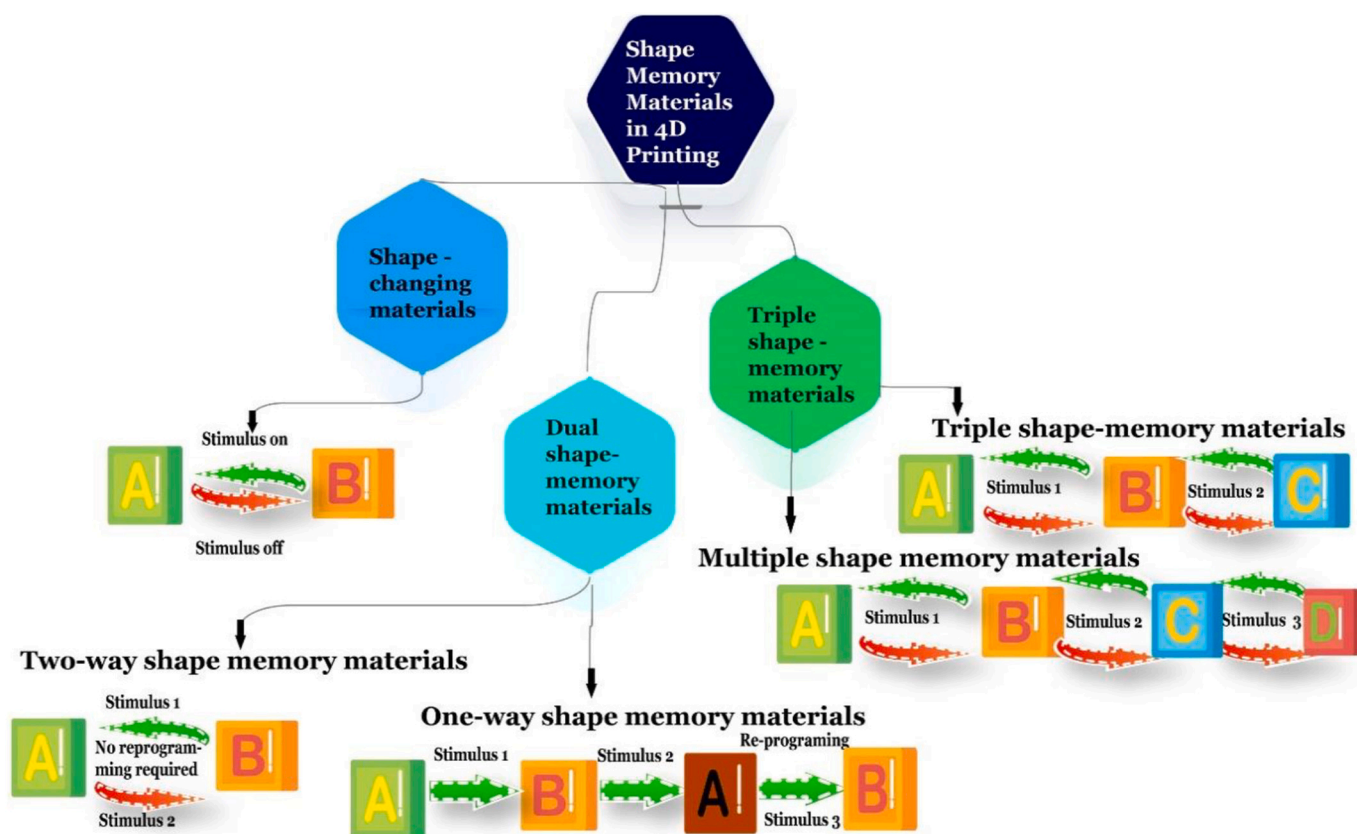 Shape
Memory
Materials
in 4D
Printing
Shape -
changing
materials
Triple
shape -
memory
materials
Dual
shape-
memory
materials
Stimulus on
A
B
Stimulus off
Triple shape-memory materials
A
Stimulus 1
B
Stimulus 2
C
Multiple shape memory materials
A
Stimulus 1
B
Stimulus 2
C
Stimulus 3
D
Two-way shape memory materials
Stimulus 1
A
No reprogram-
ming required
B
Stimulus 2
One-way shape memory materials
A
Stimulus 1
B
Stimulus 2
A
Re-programing
Stimulus 3
B